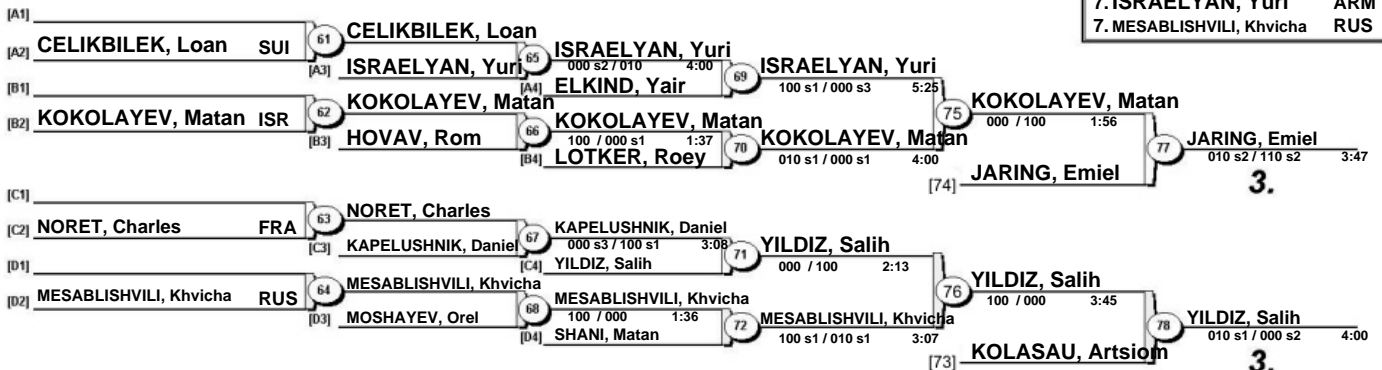 7. ISRAELYAN, Yuri ARM
7. MESABLISHVILI, Khvicha RUS
[A1]
[A2] CELIKBILEK, Loan SUI
61
CELIKBILEK, Loan
[A3] ISRAELYAN, Yuri
65
ISRAELYAN, Yuri
000 s2 / 010 4:00
[A4] ELKIND, Yair
69
ISRAELYAN, Yuri
100 s1 / 000 s3 5:25
[B1]
[B2] KOKOLAYEV, Matan ISR
62
KOKOLAYEV, Matan
[B3] HOVAV, Rom
66
KOKOLAYEV, Matan
100 / 000 s1 1:37
[B4] LOTKER, Roey
70
KOKOLAYEV, Matan
010 s1 / 000 s1 4:00
75
KOKOLAYEV, Matan
000 / 100 1:56
[74] JARING, Emiel
77
JARING, Emiel
010 s2 / 110 s2 3:47
3.
[C1]
[C2] NORET, Charles FRA
63
NORET, Charles
[C3] KAPELUSHNIK, Daniel
67
KAPELUSHNIK, Daniel
000 s3 / 100 s1 3:08
[C4] YILDIZ, Salih
71
YILDIZ, Salih
000 / 100 2:13
[D1]
[D2] MESABLISHVILI, Khvicha RUS
64
MESABLISHVILI, Khvicha
[D3] MOSHAYEV, Orel
68
MESABLISHVILI, Khvicha
100 / 000 1:36
[D4] SHANI, Matan
72
MESABLISHVILI, Khvicha
100 s1 / 010 s1 3:07
76
YILDIZ, Salih
100 / 000 3:45
[73] KOLASAU, Artsiom
78
YILDIZ, Salih
010 s1 / 000 s2 4:00
3.